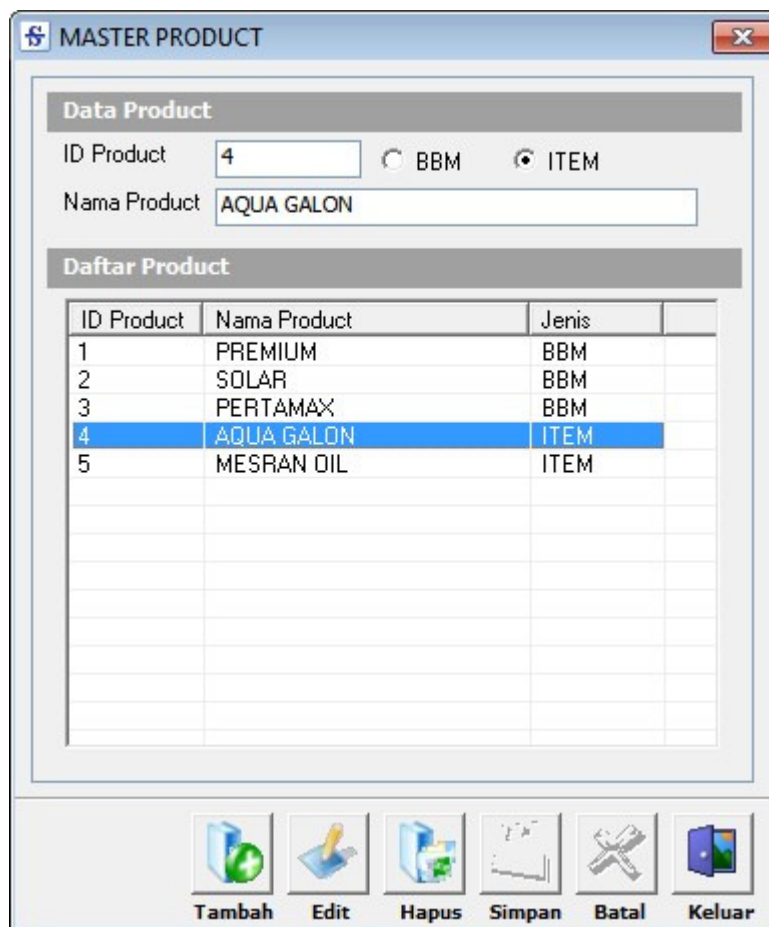 MASTER PRODUCT
Data Product
ID Product 4 BBM ITEM
Nama Product AQUA GALON
Daftar Product
ID Product Nama Product Jenis
1 PREMIUM BBM
2 SOLAR BBM
3 PERTAMAX BBM
4 AQUA GALON ITEM
5 MESRAN OIL ITEM
Tambah Edit Hapus Simpan Batal Keluar